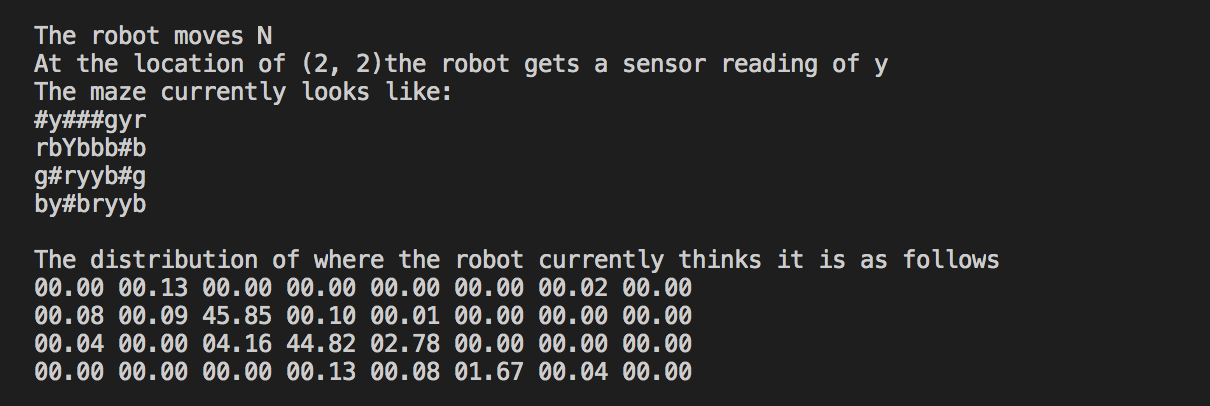 The robot moves N
At the location of (2, 2)the robot gets a sensor reading of y
The maze currently looks like:
#y###gyr
rbYbbb#b
g#ryyb#g
by#bryyb
The distribution of where the robot currently thinks it is as follows
00.00 00.13 00.00 00.00 00.00 00.00 00.02 00.00
00.08 00.09 45.85 00.10 00.01 00.00 00.00 00.00
00.04 00.00 04.16 44.82 02.78 00.00 00.00 00.00
00.00 00.00 00.00 00.13 00.08 01.67 00.04 00.00